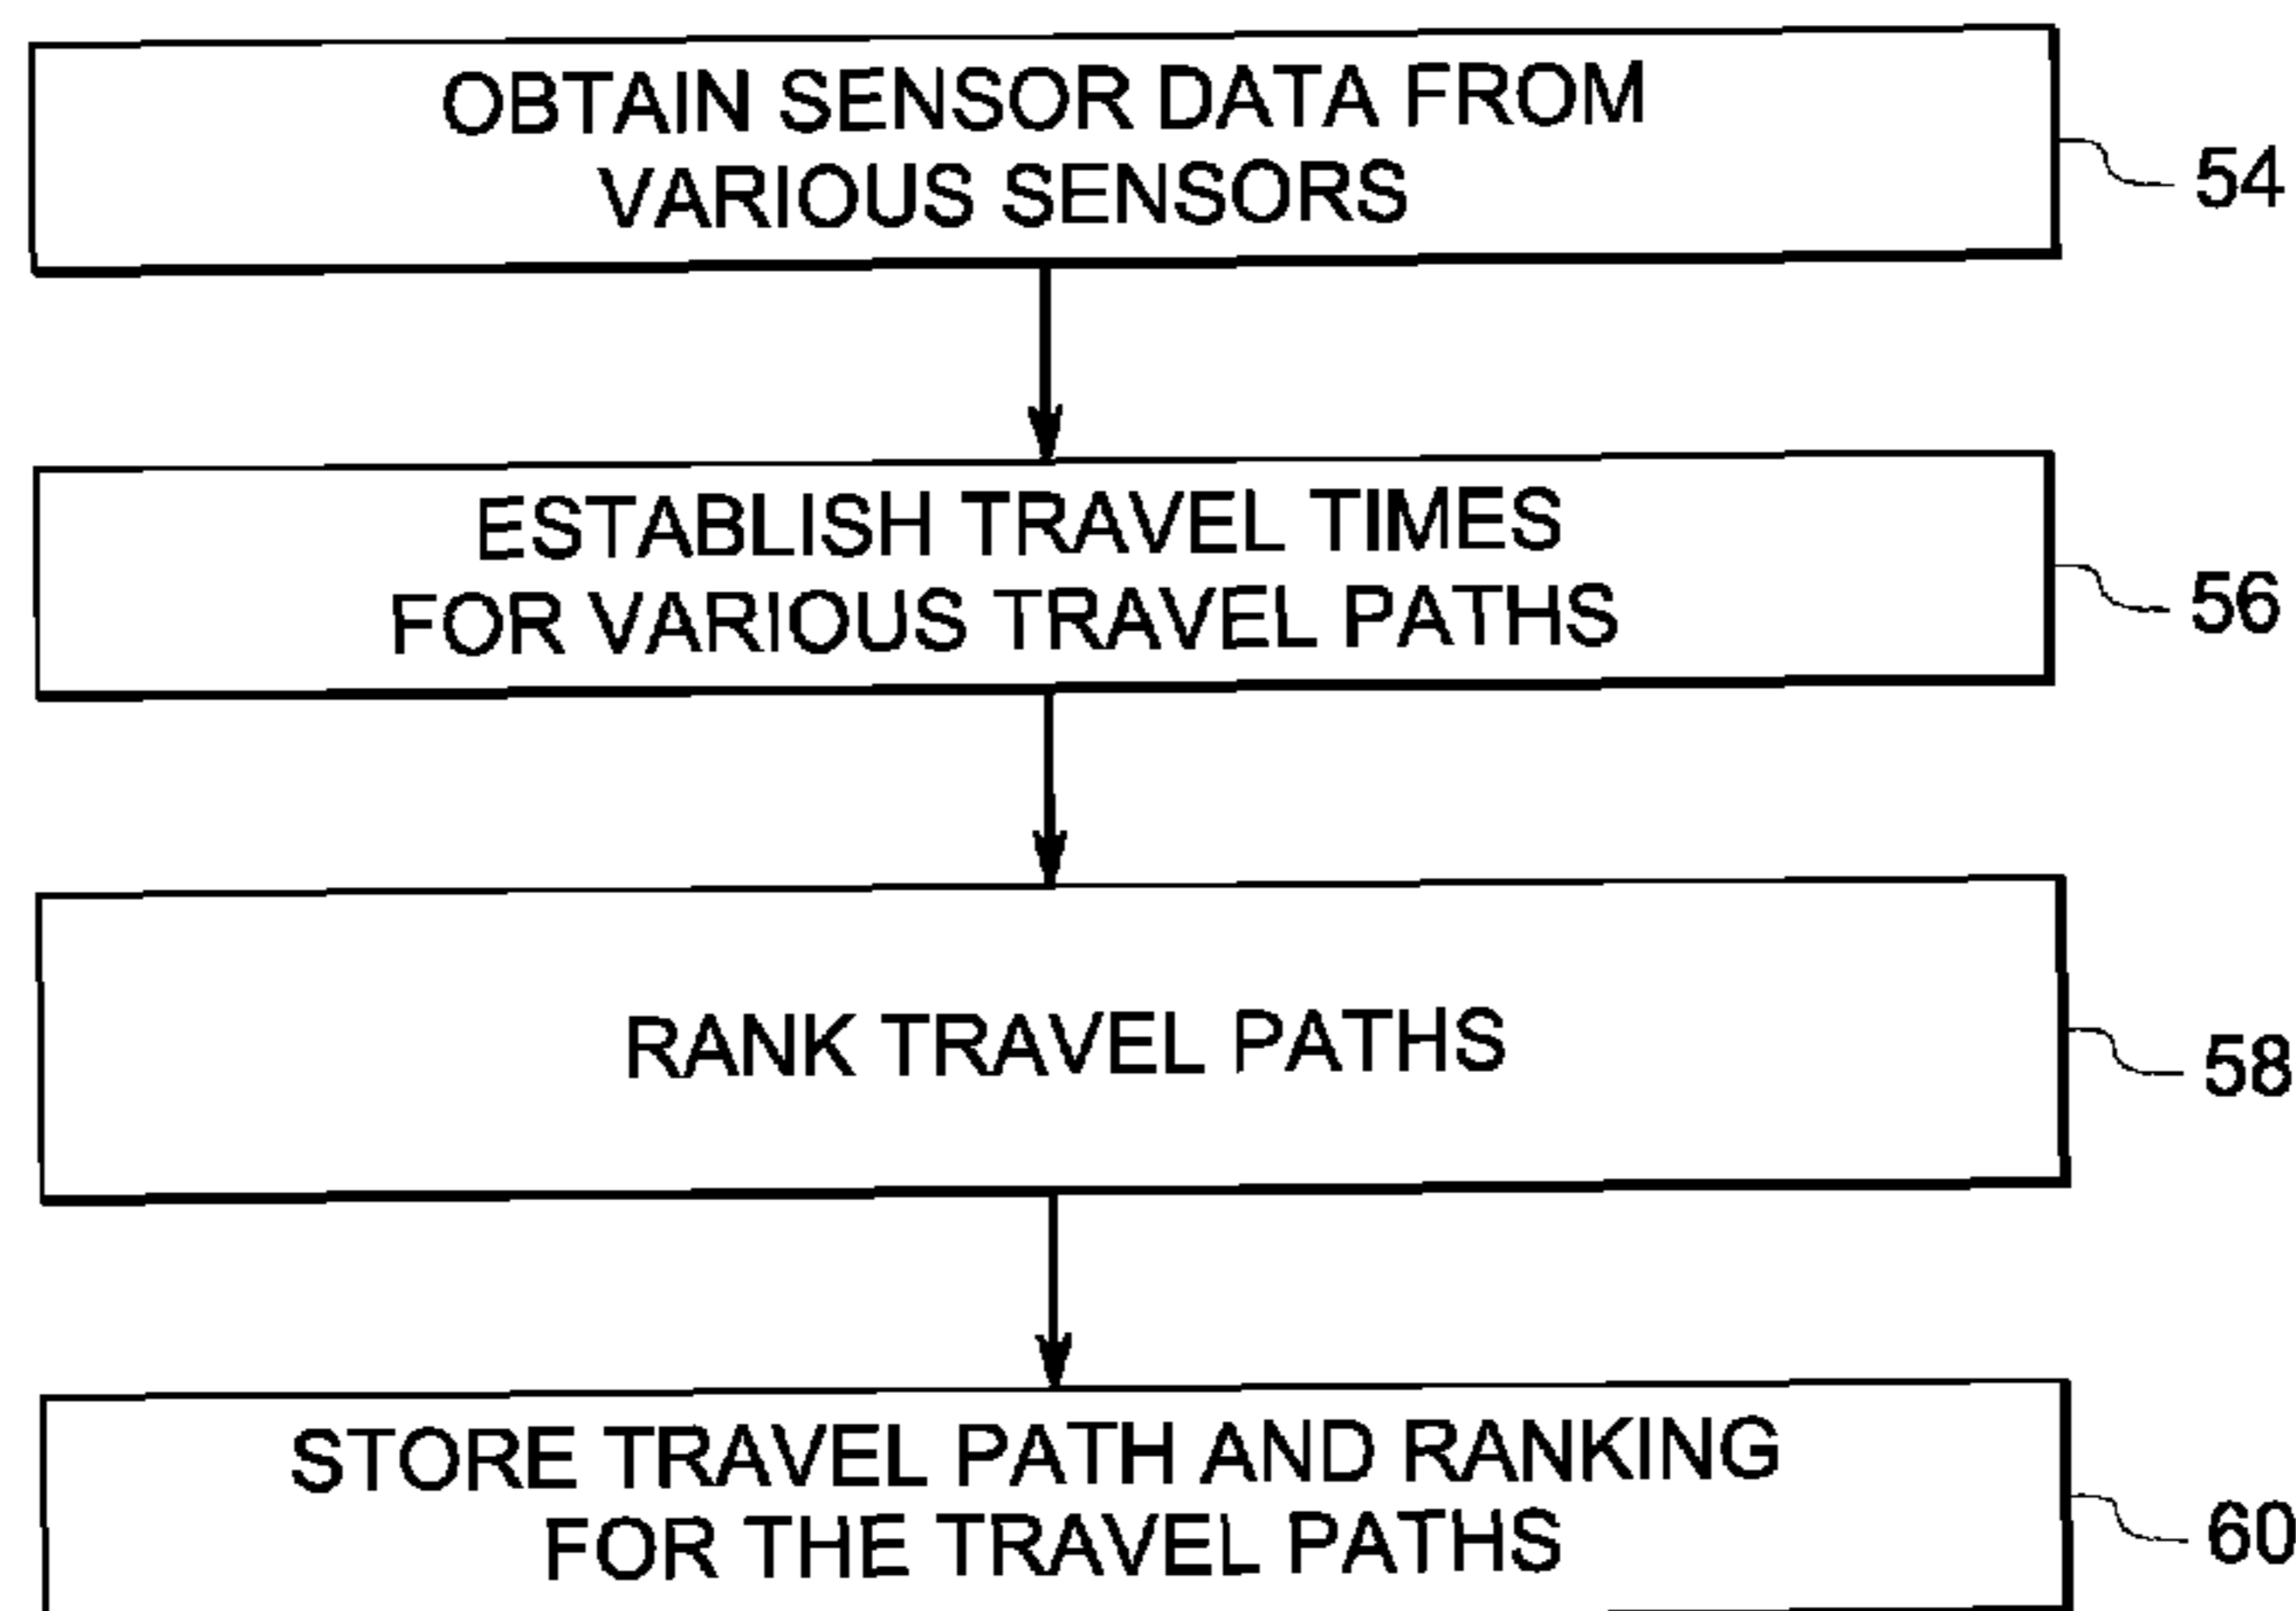 OBTAIN SENSOR DATA FROM
VARIOUS SENSORS
54
ESTABLISH TRAVEL TIMES
FOR VARIOUS TRAVEL PATHS
56
RANK TRAVEL PATHS
58
STORE TRAVEL PATH AND RANKING
FOR THE TRAVEL PATHS
60